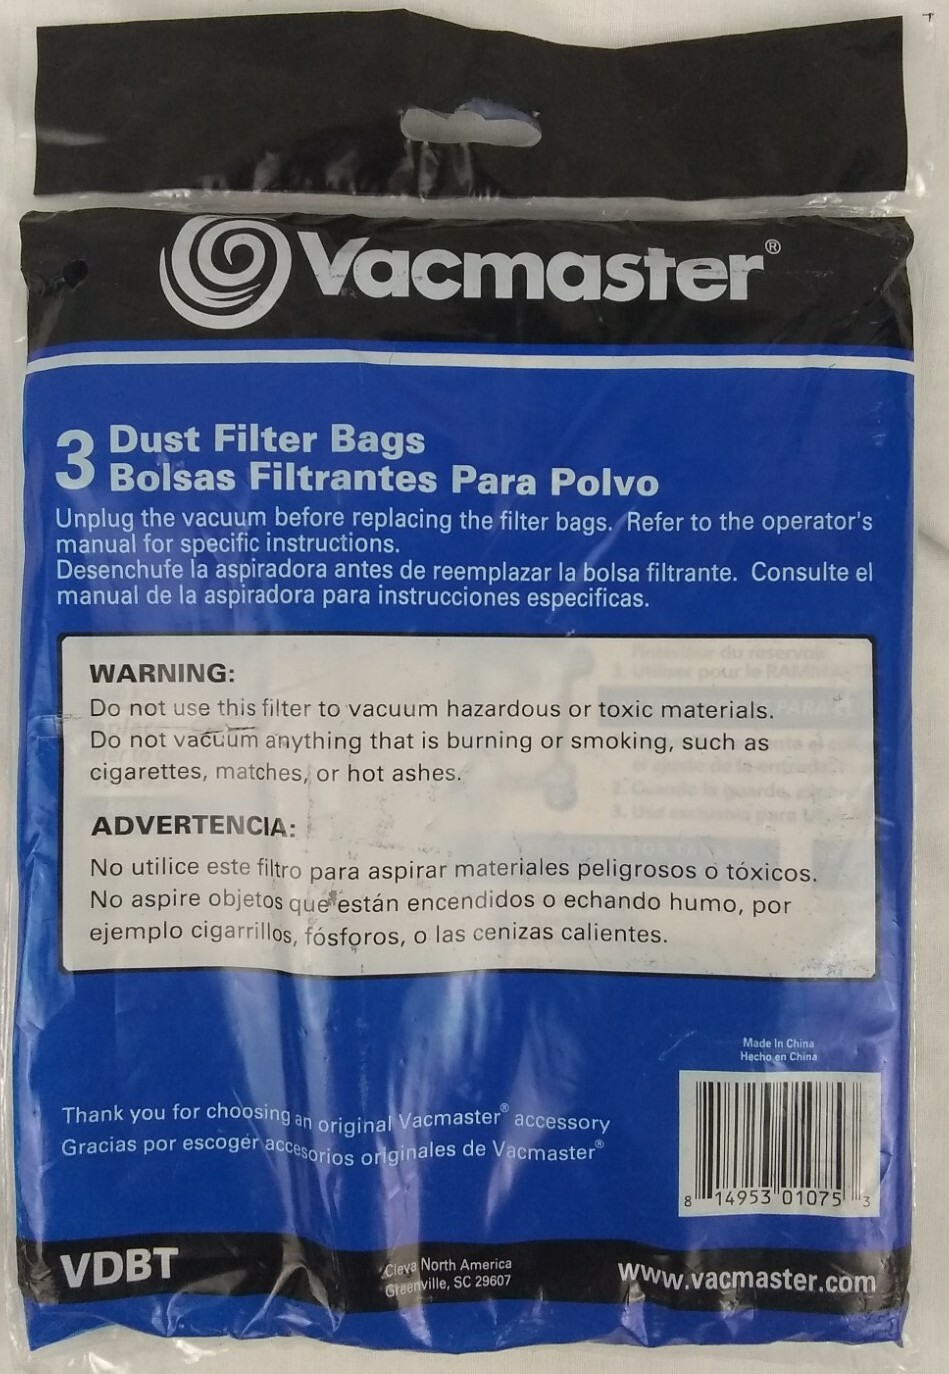 Vacmaster®
3 Dust Filter Bags
Bolsas Filtrantes Para Polvo
Unplug the vacuum before replacing the filter bags. Refer to the operator's
manual for specific instructions.
Desenchufe la aspiradora antes de reemplazar la bolsa filtrante. Consulte el
manual de la aspiradora para instrucciones especificas.
WARNING:
Do not use this filter to vacuum hazardous or toxic materials.
Do not vacuum anything that is burning or smoking, such as
cigarettes, matches, or hot ashes.
ADVERTENCIA:
No utilice este filtro para aspirar materiales peligrosos o tóxicos.
No aspire objetos que están encendidos o echando humo, por
ejemplo cigarrillos, fósforos, o las cenizas calientes.
Made In China
Hecho en China
Thank you for choosing an original Vacmaster® accessory
Gracias por escoger accesorios originales de Vacmaster®
8 14953 01075 3
VDBT
Cleva North America
Greenville, SC 29607
www.vacmaster.com